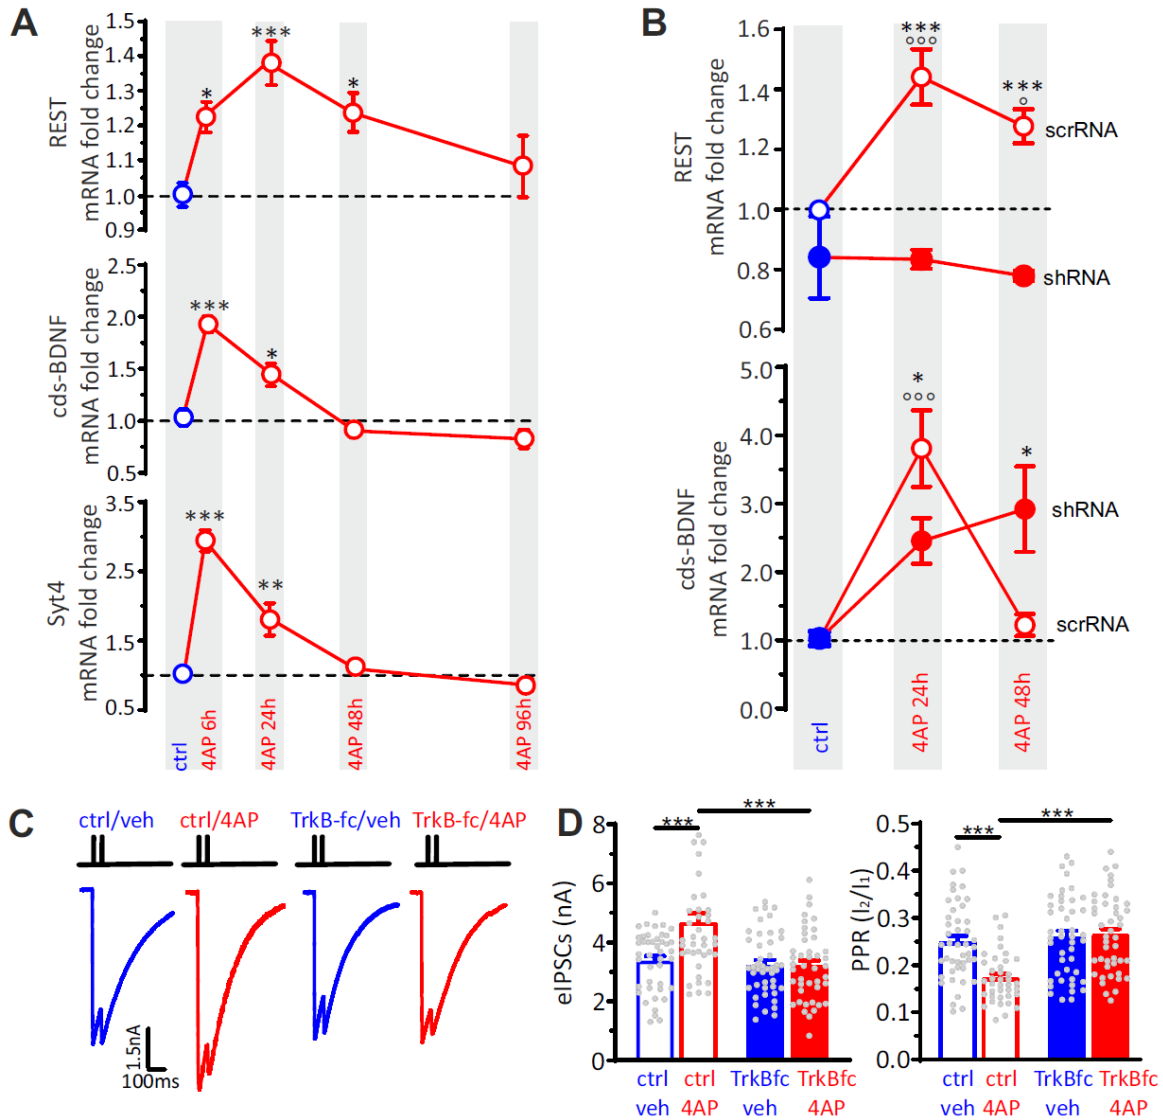 A
REST
mRNA fold change
1.5
1.4
1.3
1.2
1.1
1.0
0.9
*
***
*
cds-BDNF
mRNA fold change
2.5
2.0
1.5
1.0
0.5
***
*
Syt4
mRNA fold change
3.5
2.5
1.5
0.5
***
**
ctrl
4AP 6h
4AP 24h
4AP 48h
4AP 96h
B
REST
mRNA fold change
1.6
1.4
1.2
1.0
0.8
0.6
***
°°°
***
°
scrRNA
shRNA
cds-BDNF
mRNA fold change
5.0
4.0
3.0
2.0
1.0
0.0
*
°°°
*
shRNA
scrRNA
ctrl
4AP 24h
4AP 48h
C
ctrl/veh
ctrl/4AP
TrkB-fc/veh
TrkB-fc/4AP
1.5nA
100ms
D
eIPSCs (nA)
8
6
4
2
0
***
***
ctrl
veh
ctrl
4AP
TrkBfc
veh
TrkBfc
4AP
PPR (I₂/I₁)
0.5
0.4
0.3
0.2
0.1
0.0
***
***
ctrl
veh
ctrl
4AP
TrkBfc
veh
TrkBfc
4AP